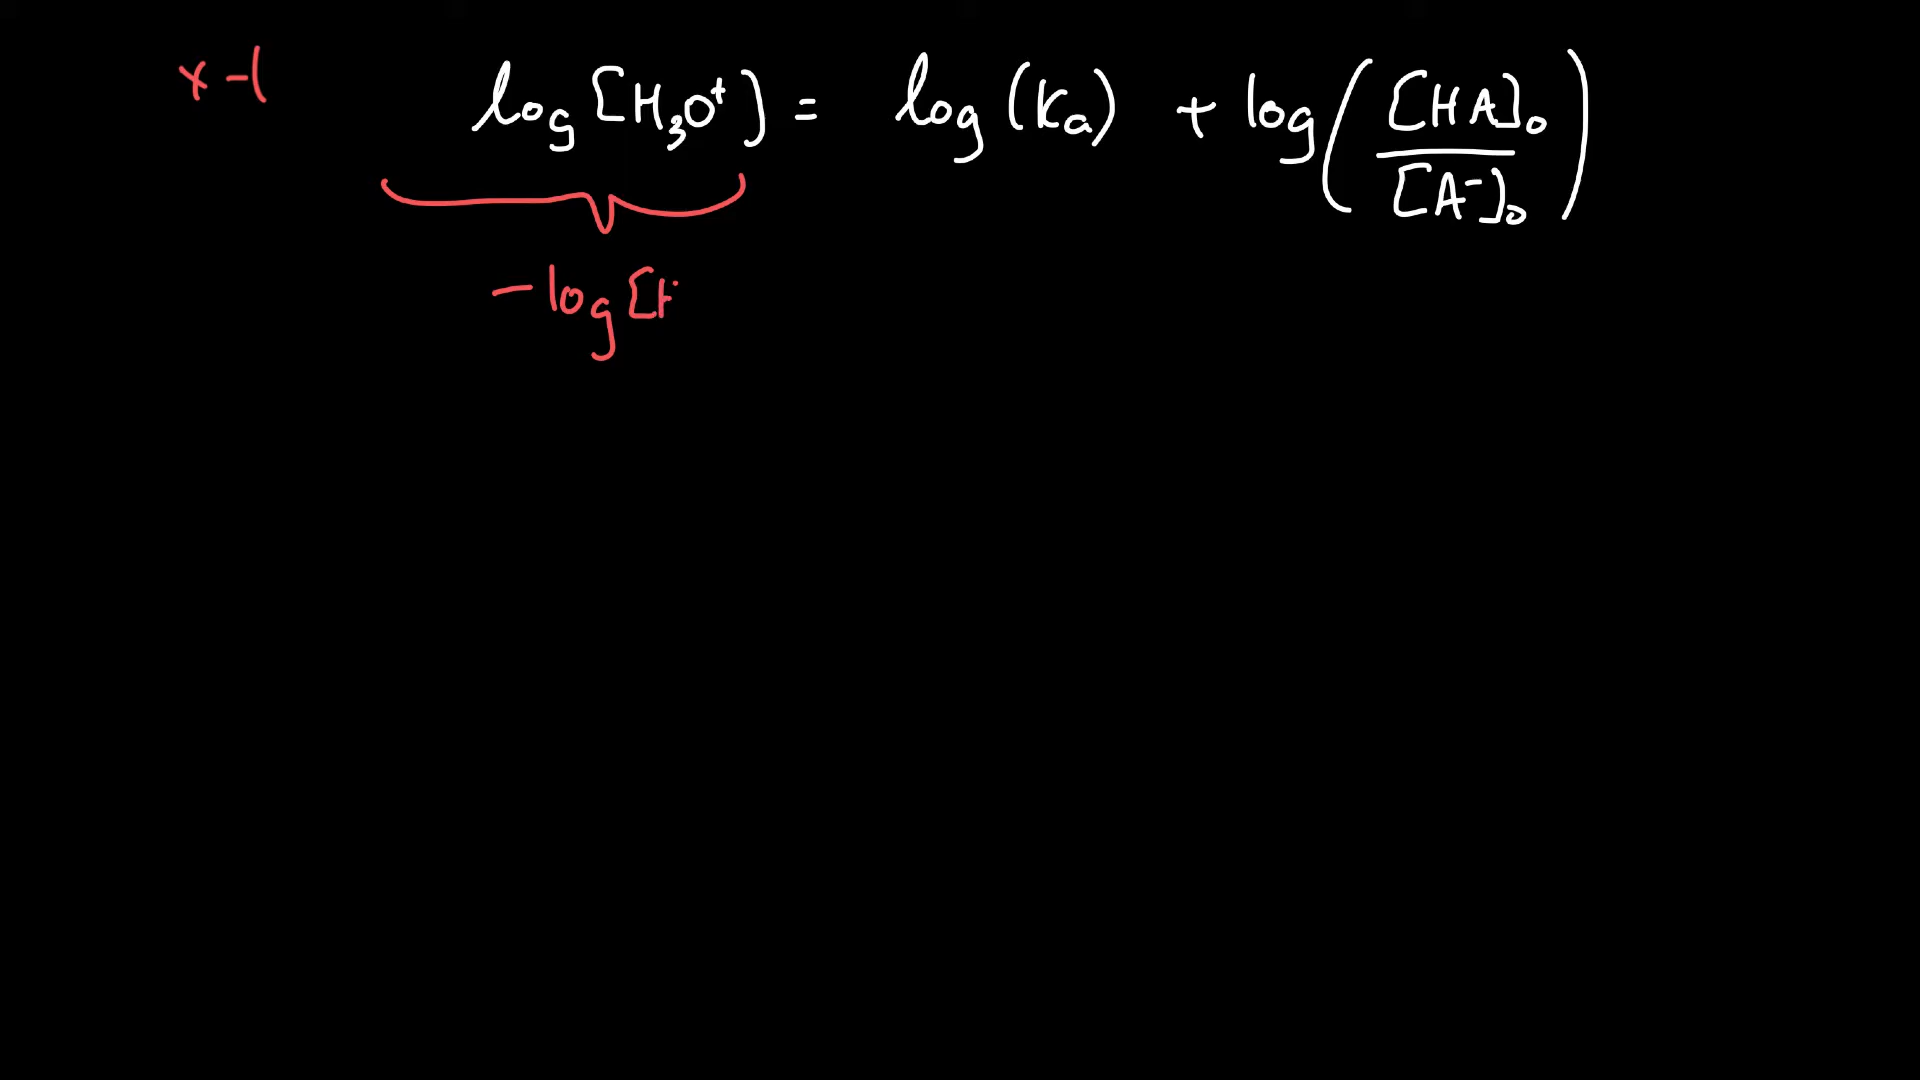 x -1 log [H₃O⁺] = log (Ka) + log ([HA]₀ / [A⁻]₀)
- log [H